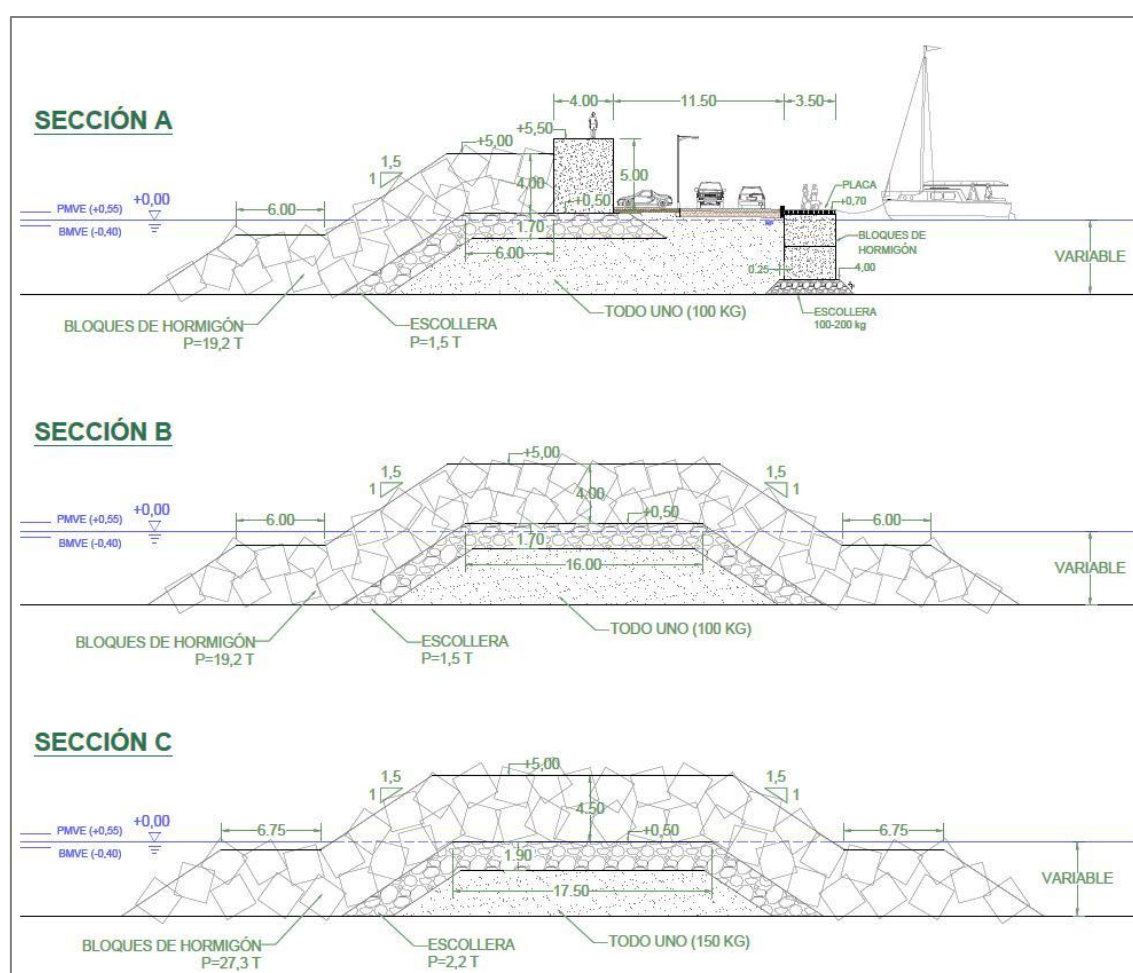 SECCIÓN A
4.00
11.50
3.50
+5,50
+5,00
1,5
1
5.00
4.00
+0,00
PMVE (+0,55)
BMVE (-0,40)
6.00
+0,50
1.70
6.00
PLACA
+0,70
BLOQUES DE
HORMIGÓN
VARIABLE
0.25
-4,00
BLOQUES DE HORMIGÓN
P=19,2 T
ESCOLLERA
P=1,5 T
TODO UNO (100 KG)
ESCOLLERA
100-200 kg
SECCIÓN B
+5,00
1,5
1
1,5
1
4.00
+0,00
PMVE (+0,55)
BMVE (-0,40)
6.00
+0,50
6.00
1.70
16.00
VARIABLE
BLOQUES DE HORMIGÓN
P=19,2 T
ESCOLLERA
P=1,5 T
TODO UNO (100 KG)
SECCIÓN C
+5,00
1,5
1
1,5
1
4.50
+0,00
PMVE (+0,55)
BMVE (-0,40)
6.75
+0,50
6.75
1.90
17.50
VARIABLE
BLOQUES DE HORMIGÓN
P=27,3 T
ESCOLLERA
P=2,2 T
TODO UNO (150 KG)